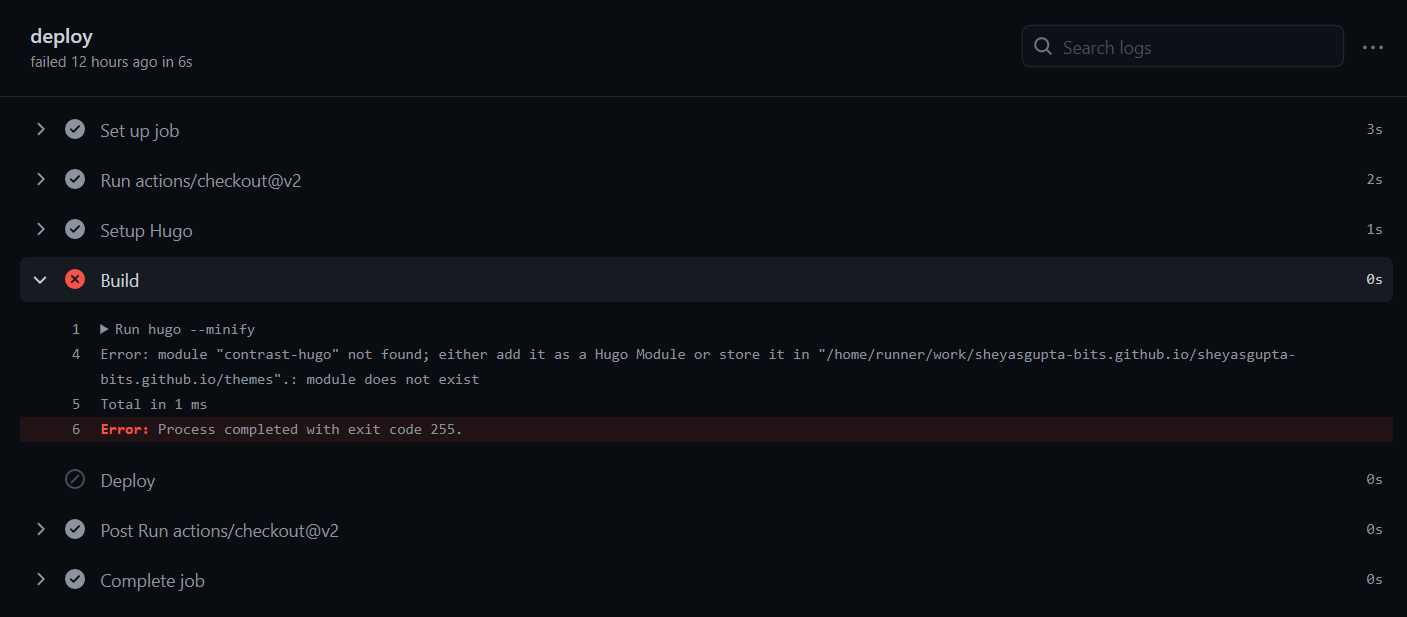 deploy
failed 12 hours ago in 6s
Search logs
Set up job 3s
Run actions/checkout@v2 2s
Setup Hugo 1s
Build 0s
1 Run hugo --minify
4 Error: module "contrast-hugo" not found; either add it as a Hugo Module or store it in "/home/runner/work/sheyasgupta-bits.github.io/sheyasgupta-
bits.github.io/themes".: module does not exist
5 Total in 1 ms
6 Error: Process completed with exit code 255.
Deploy 0s
Post Run actions/checkout@v2 0s
Complete job 0s